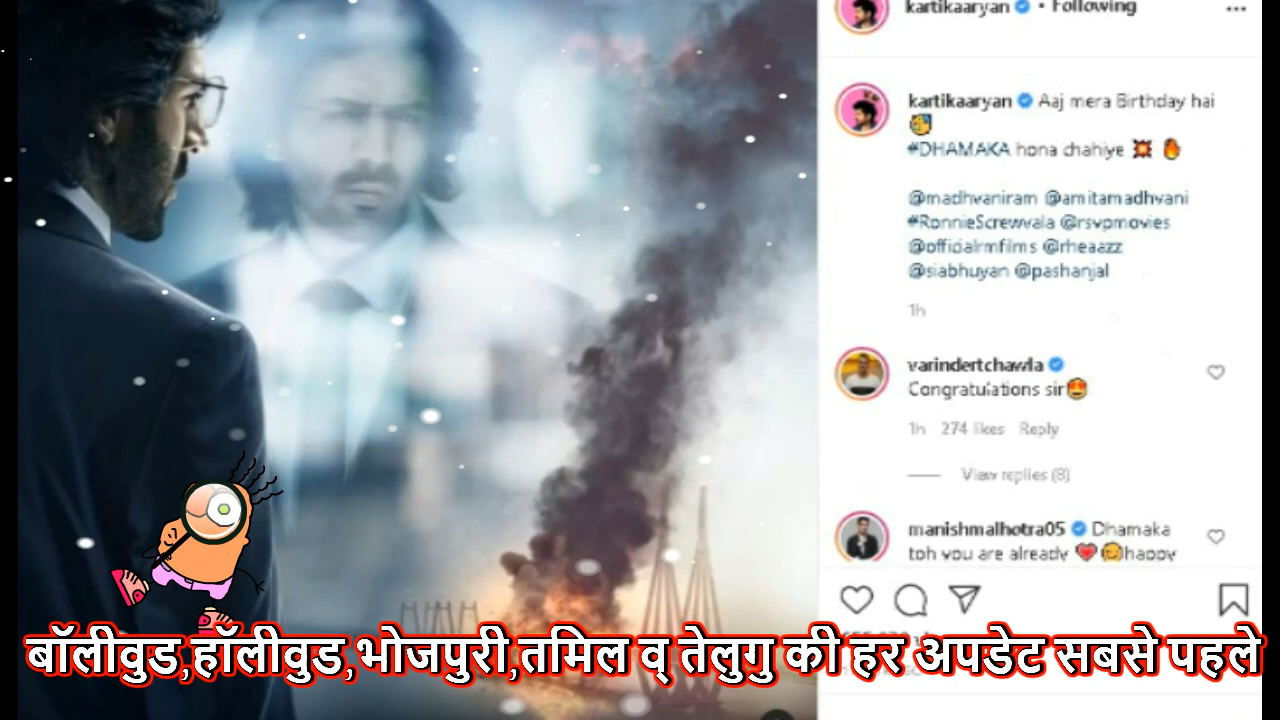 kartikaaryan • Following
kartikaaryan Aaj mera Birthday hai
#DHAMAKA hona chahiye
@madhvaniram @amitamadhvani
#RonnieScrewvala @rsvpmovies
@officialrmfilms @rheaazz
@siabhuyan @pashanjal
1h
varindertchawla
Congratulations sir
1h 274 likes Reply
View replies (8)
manishmalhotra05 Dhamaka
toh you are already happy
बॉलीवुड,हॉलीवुड,भोजपुरी,तमिल व् तेलुगु की हर अपडेट सबसे पहले